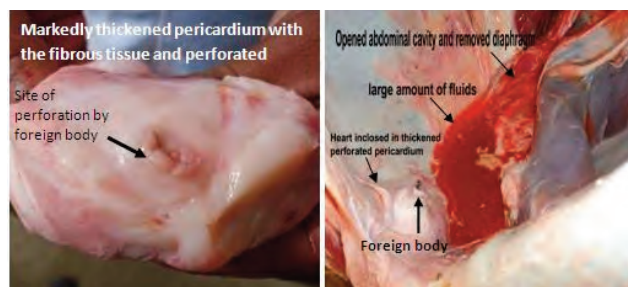 Markedly thickened pericardium with
the fibrous tissue and perforated
Site of
perforation by
foreign body
Opened abdominal cavity and removed diaphragm
large amount of fluids
Heart inclosed in thickened
perforated pericardium
Foreign body